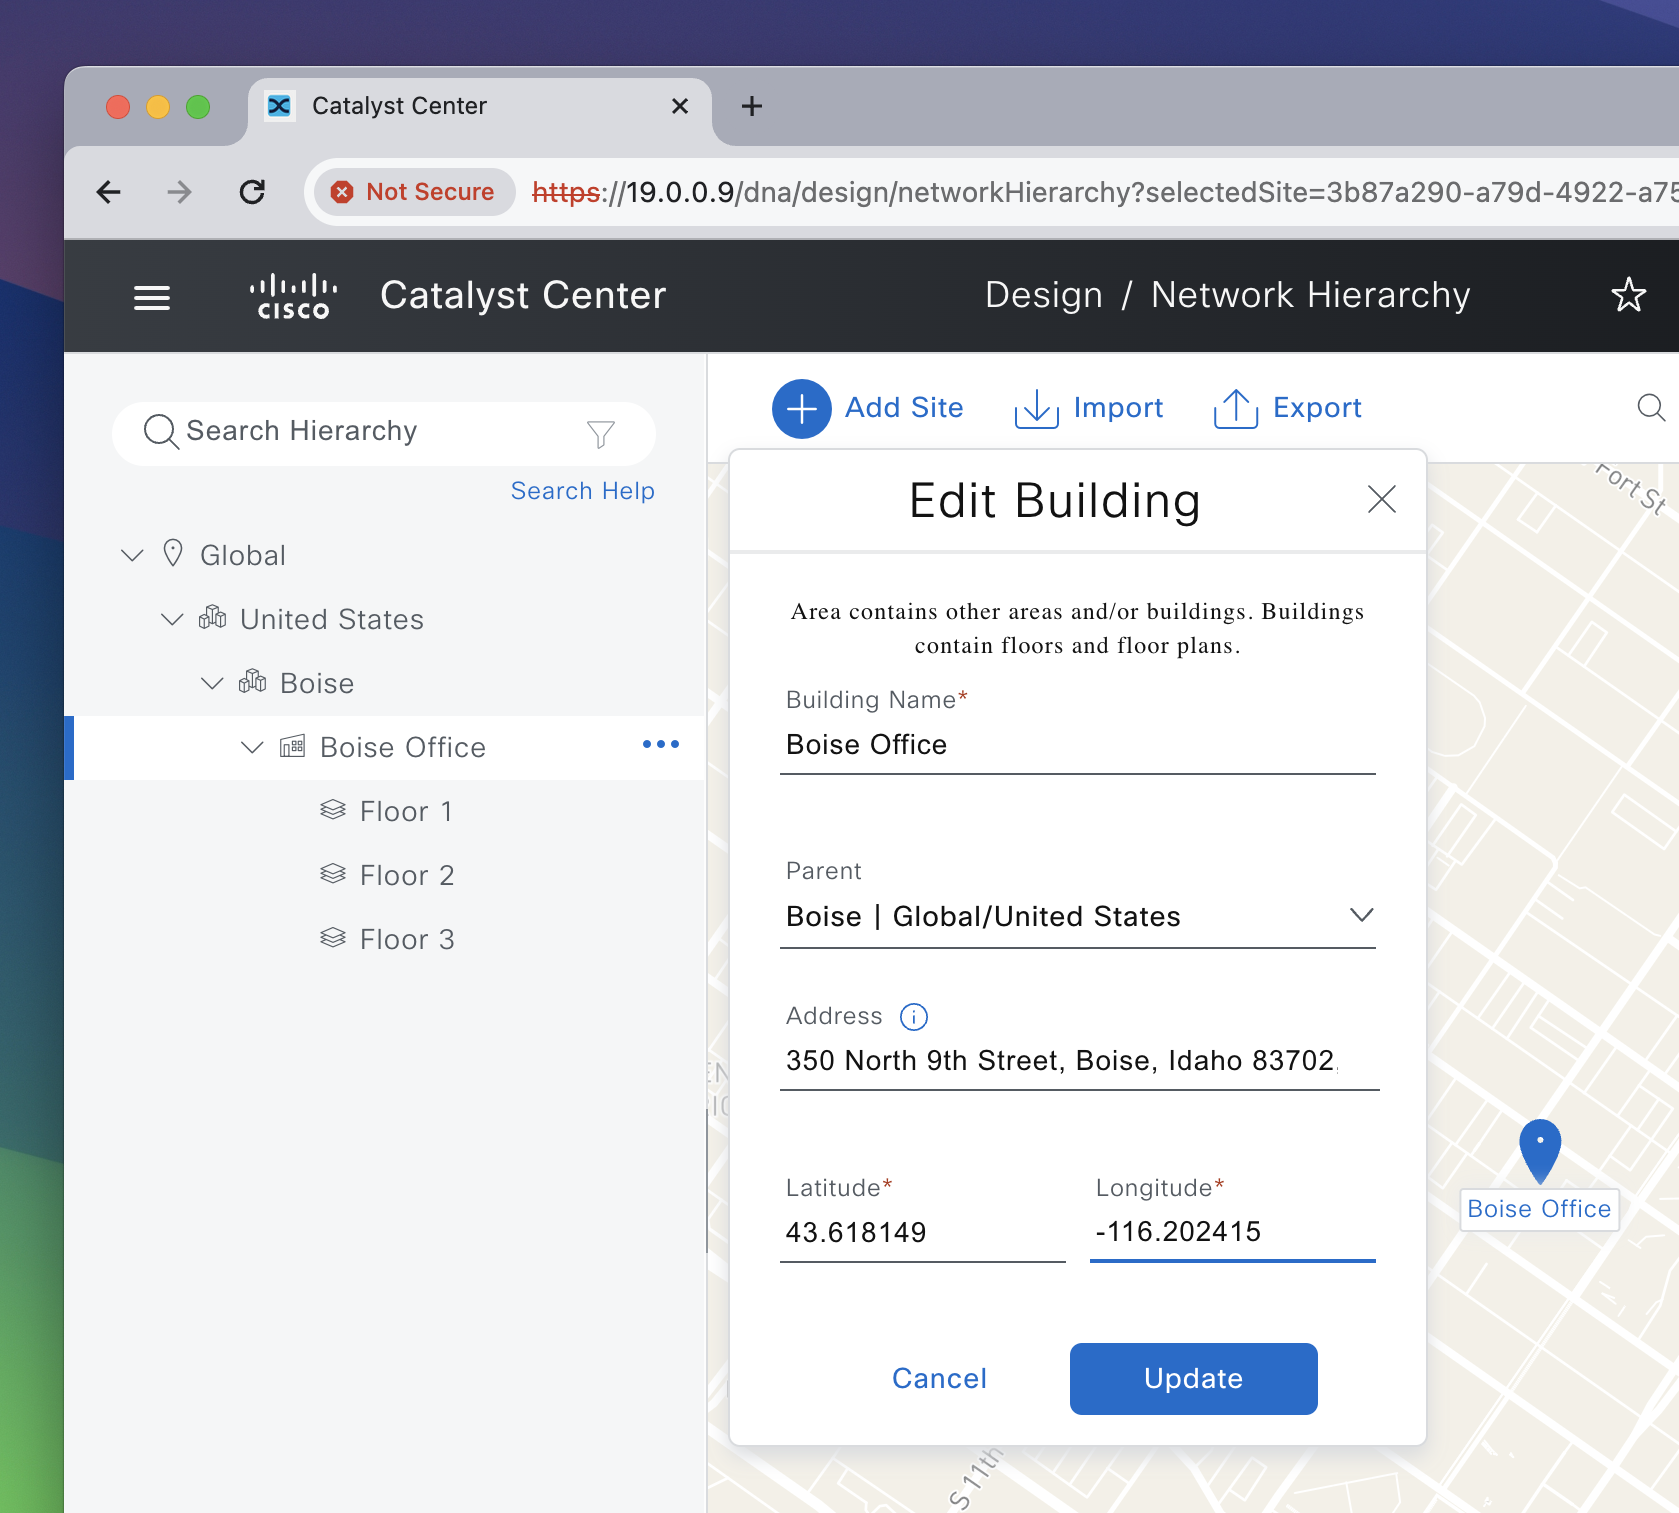 Catalyst Center
Not Secure https://19.0.0.9/dna/design/networkHierarchy?selectedSite=3b87a290-a79d-4922-a75
CISCO Catalyst Center Design / Network Hierarchy
Search Hierarchy
Search Help
Global
United States
Boise
Boise Office
Floor 1
Floor 2
Floor 3
Add Site Import Export
Edit Building
Area contains other areas and/or buildings. Buildings
contain floors and floor plans.
Building Name*
Boise Office
Parent
Boise | Global/United States
Address
350 North 9th Street, Boise, Idaho 83702,
Latitude* Longitude*
43.618149 -116.202415
Cancel Update
Fort St
Boise Office
S 11th